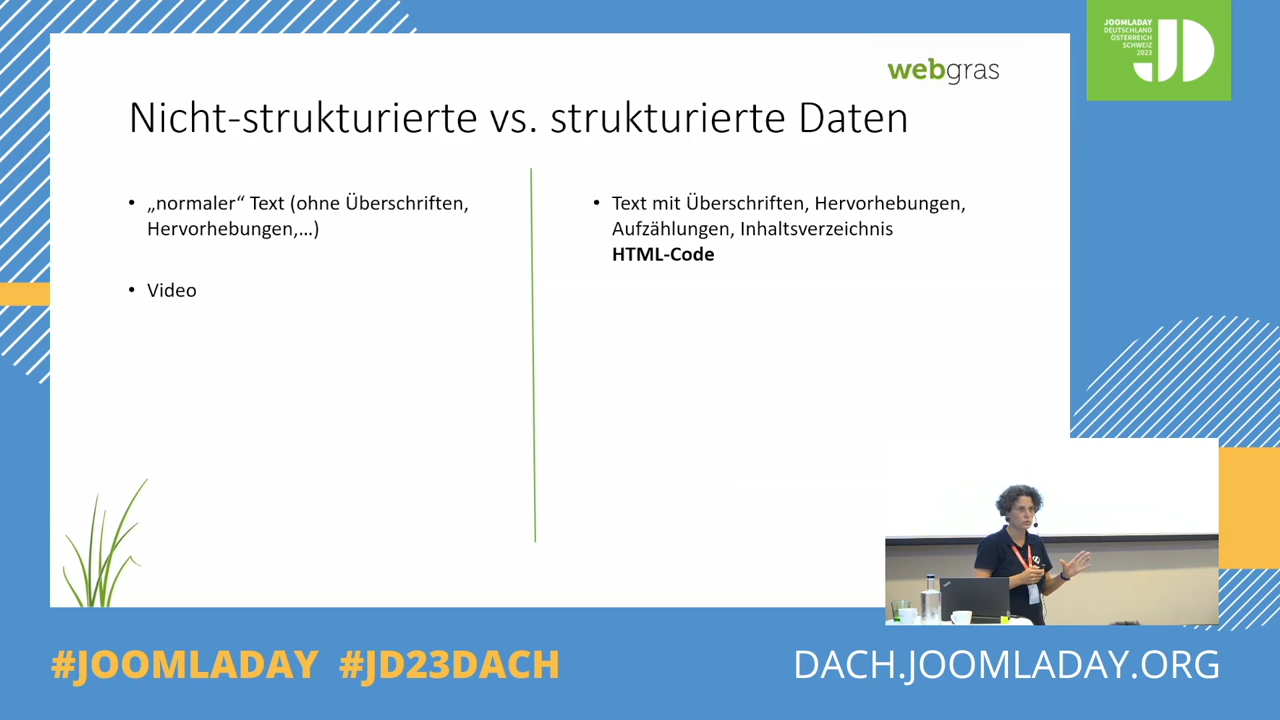 JOOMLADAY
DEUTSCHLAND
ÖSTERREICH
SCHWEIZ
2023
JD
webgras
Nicht-strukturierte vs. strukturierte Daten
• „normaler“ Text (ohne Überschriften,
Hervorhebungen,...)
• Video
• Text mit Überschriften, Hervorhebungen,
Aufzählungen, Inhaltsverzeichnis
HTML-Code
#JOOMLADAY #JD23DACH
DACH.JOOMLADAY.ORG